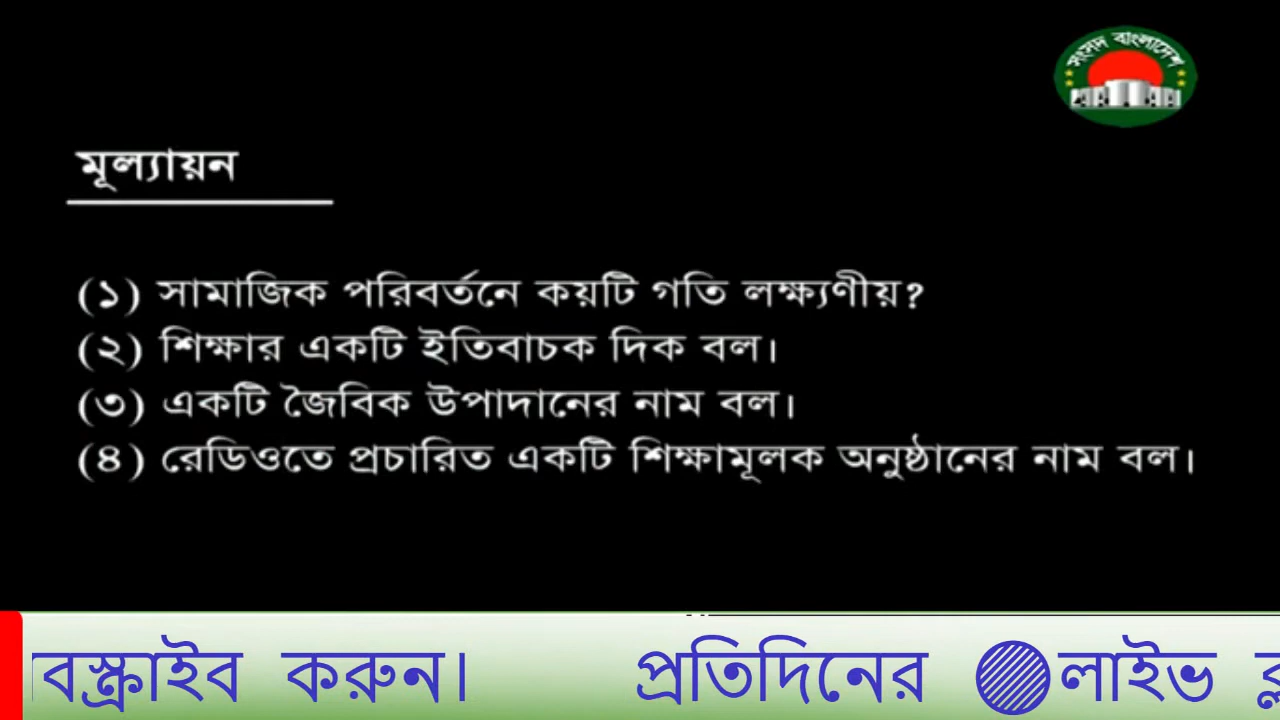 সংসদ বাংলাদেশ
মূল্যায়ন
(১) সামাজিক পরিবর্তনে কয়টি গতি লক্ষ্যণীয়?
(২) শিক্ষার একটি ইতিবাচক দিক বল।
(৩) একটি জৈবিক উপাদানের নাম বল।
(৪) রেডিওতে প্রচারিত একটি শিক্ষামূলক অনুষ্ঠানের নাম বল।
বস্ক্রাইব করুন। প্রতিদিনের লাইভ